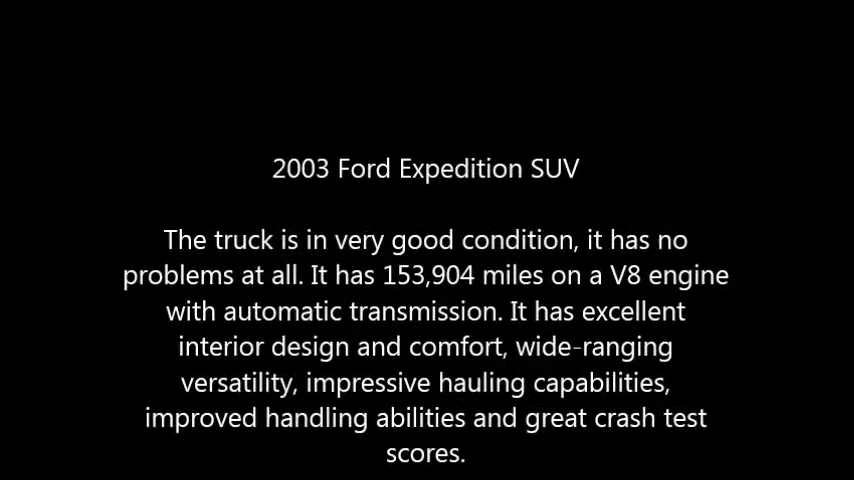 2003 Ford Expedition SUV
The truck is in very good condition, it has no
problems at all. It has 153,904 miles on a V8 engine
with automatic transmission. It has excellent
interior design and comfort, wide-ranging
versatility, impressive hauling capabilities,
improved handling abilities and great crash test
scores.